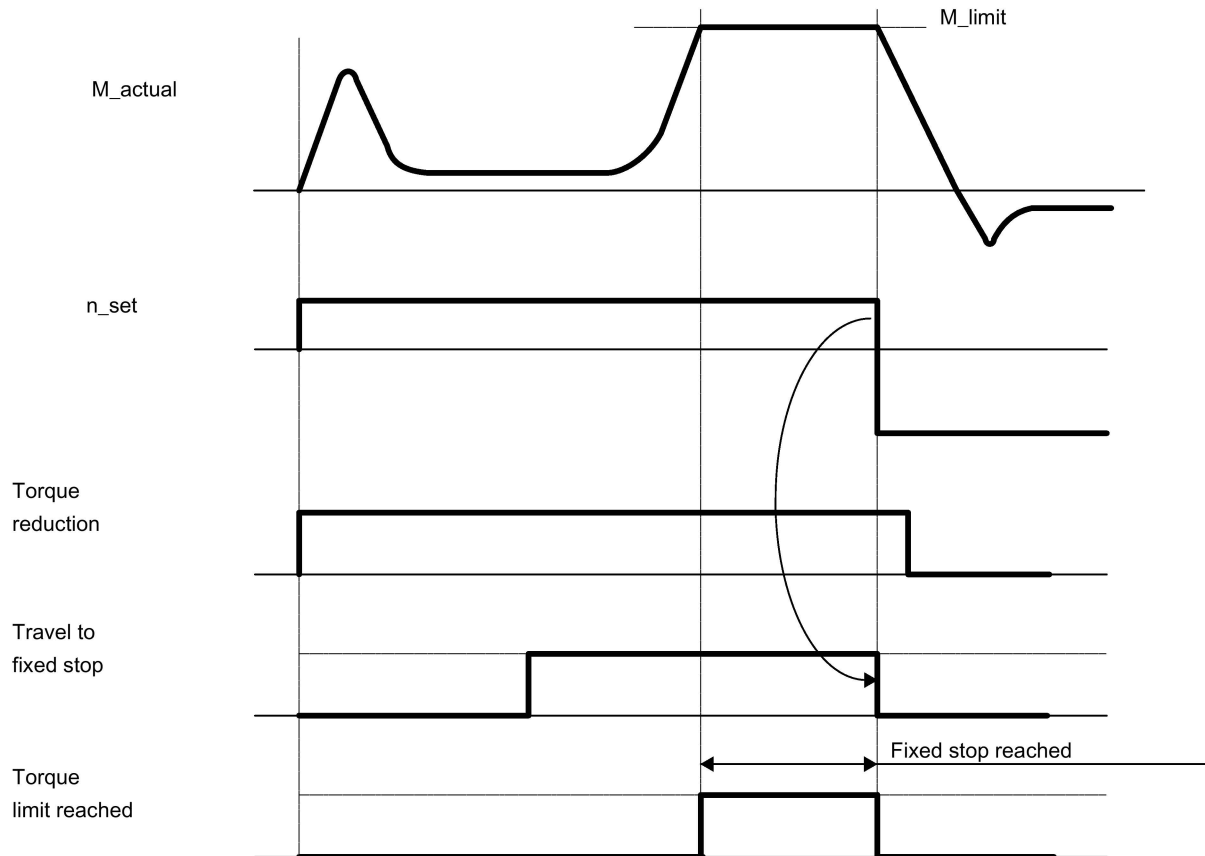 M_limit
M_actual
n_set
Torque
reduction
Travel to
fixed stop
Fixed stop reached
Torque
limit reached